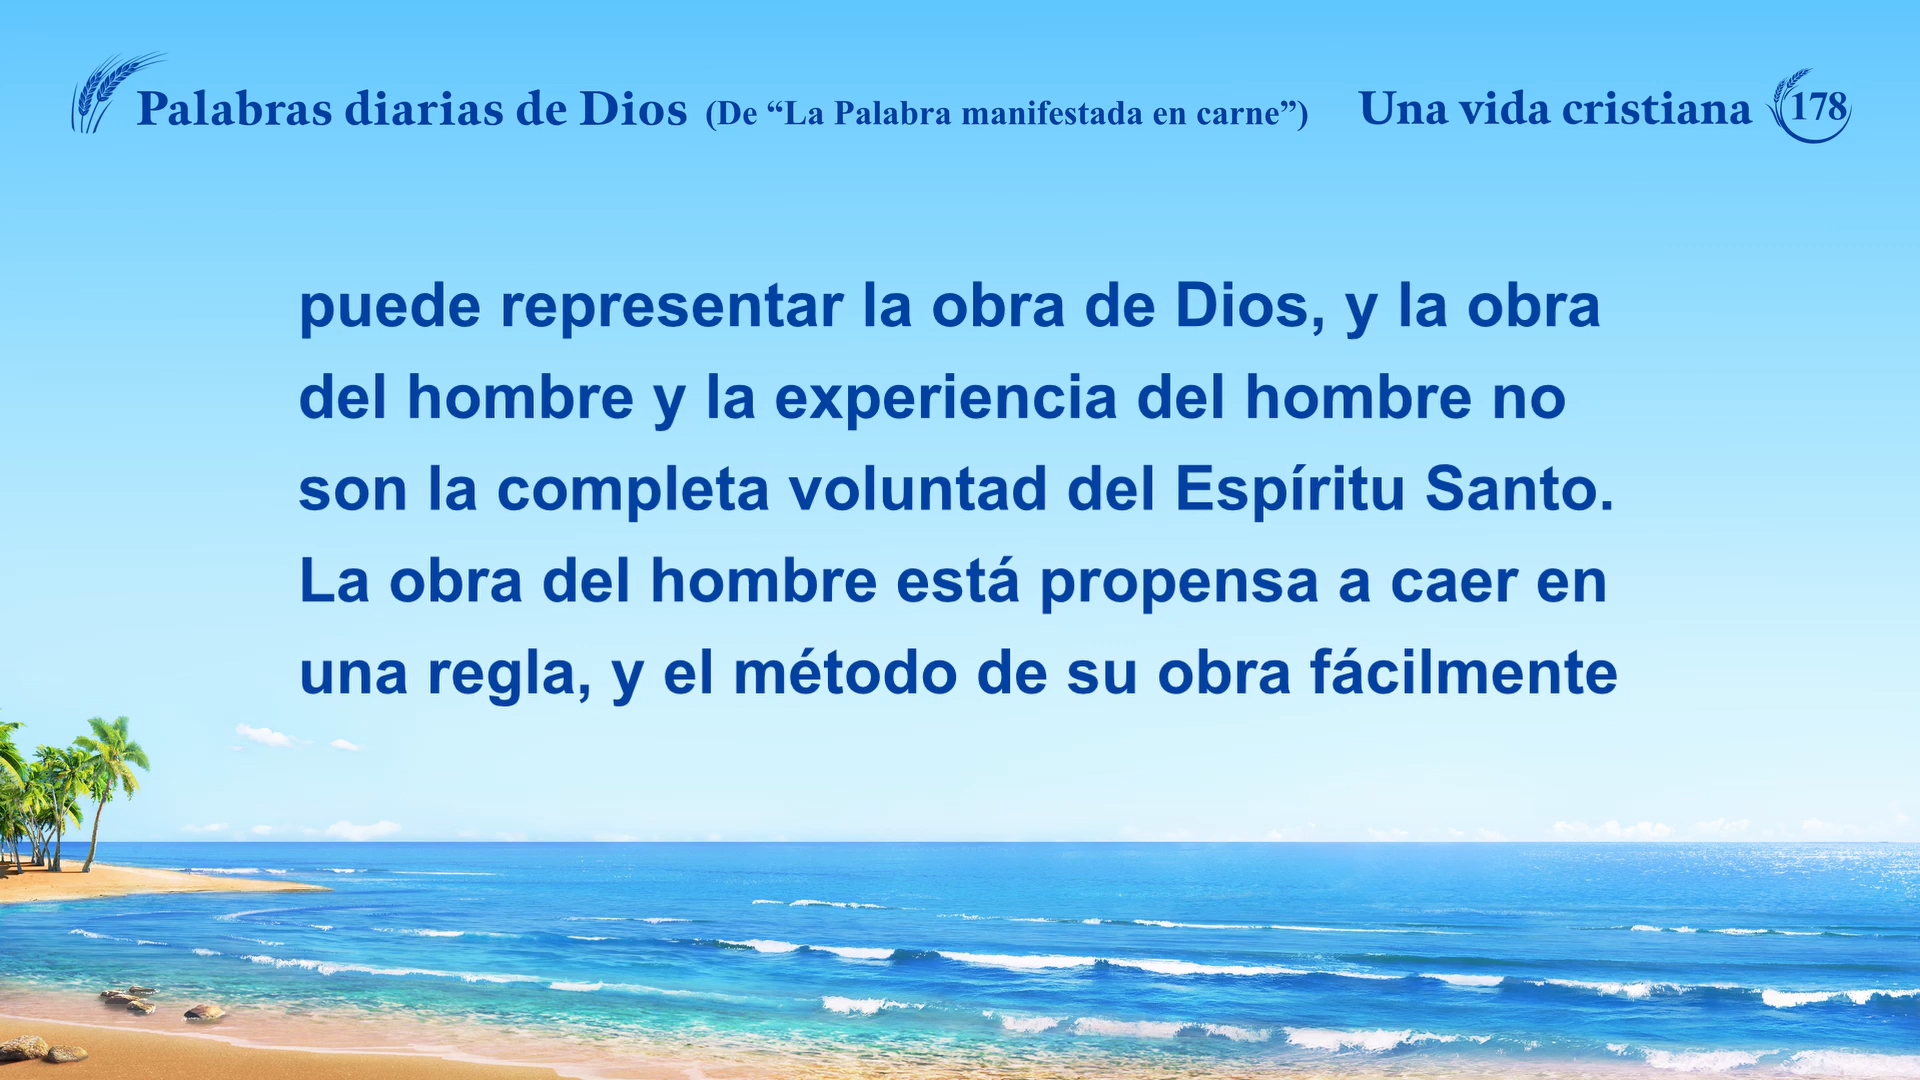 Palabras diarias de Dios (De “La Palabra manifestada en carne”) Una vida cristiana 178
puede representar la obra de Dios, y la obra
del hombre y la experiencia del hombre no
son la completa voluntad del Espíritu Santo.
La obra del hombre está propensa a caer en
una regla, y el método de su obra fácilmente